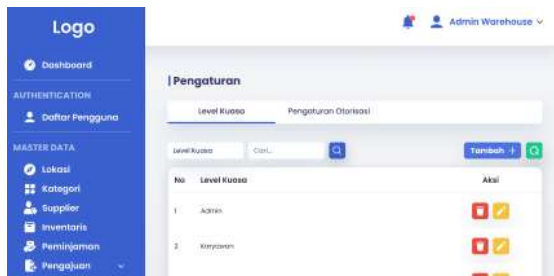 Logo
Admin Warehouse
Dashboard
AUTHENTICATION
Daftar Pengguna
MASTER DATA
Lokasi
Kategori
Supplier
Inventaris
Peminjaman
Pengajuan
Pengaturan
Level Kuasa
Pengaturan Otorisasi
Level Kuasa
Cari...
Tambah +
No Level Kuasa Aksi
1 Admin
2 Karyawan